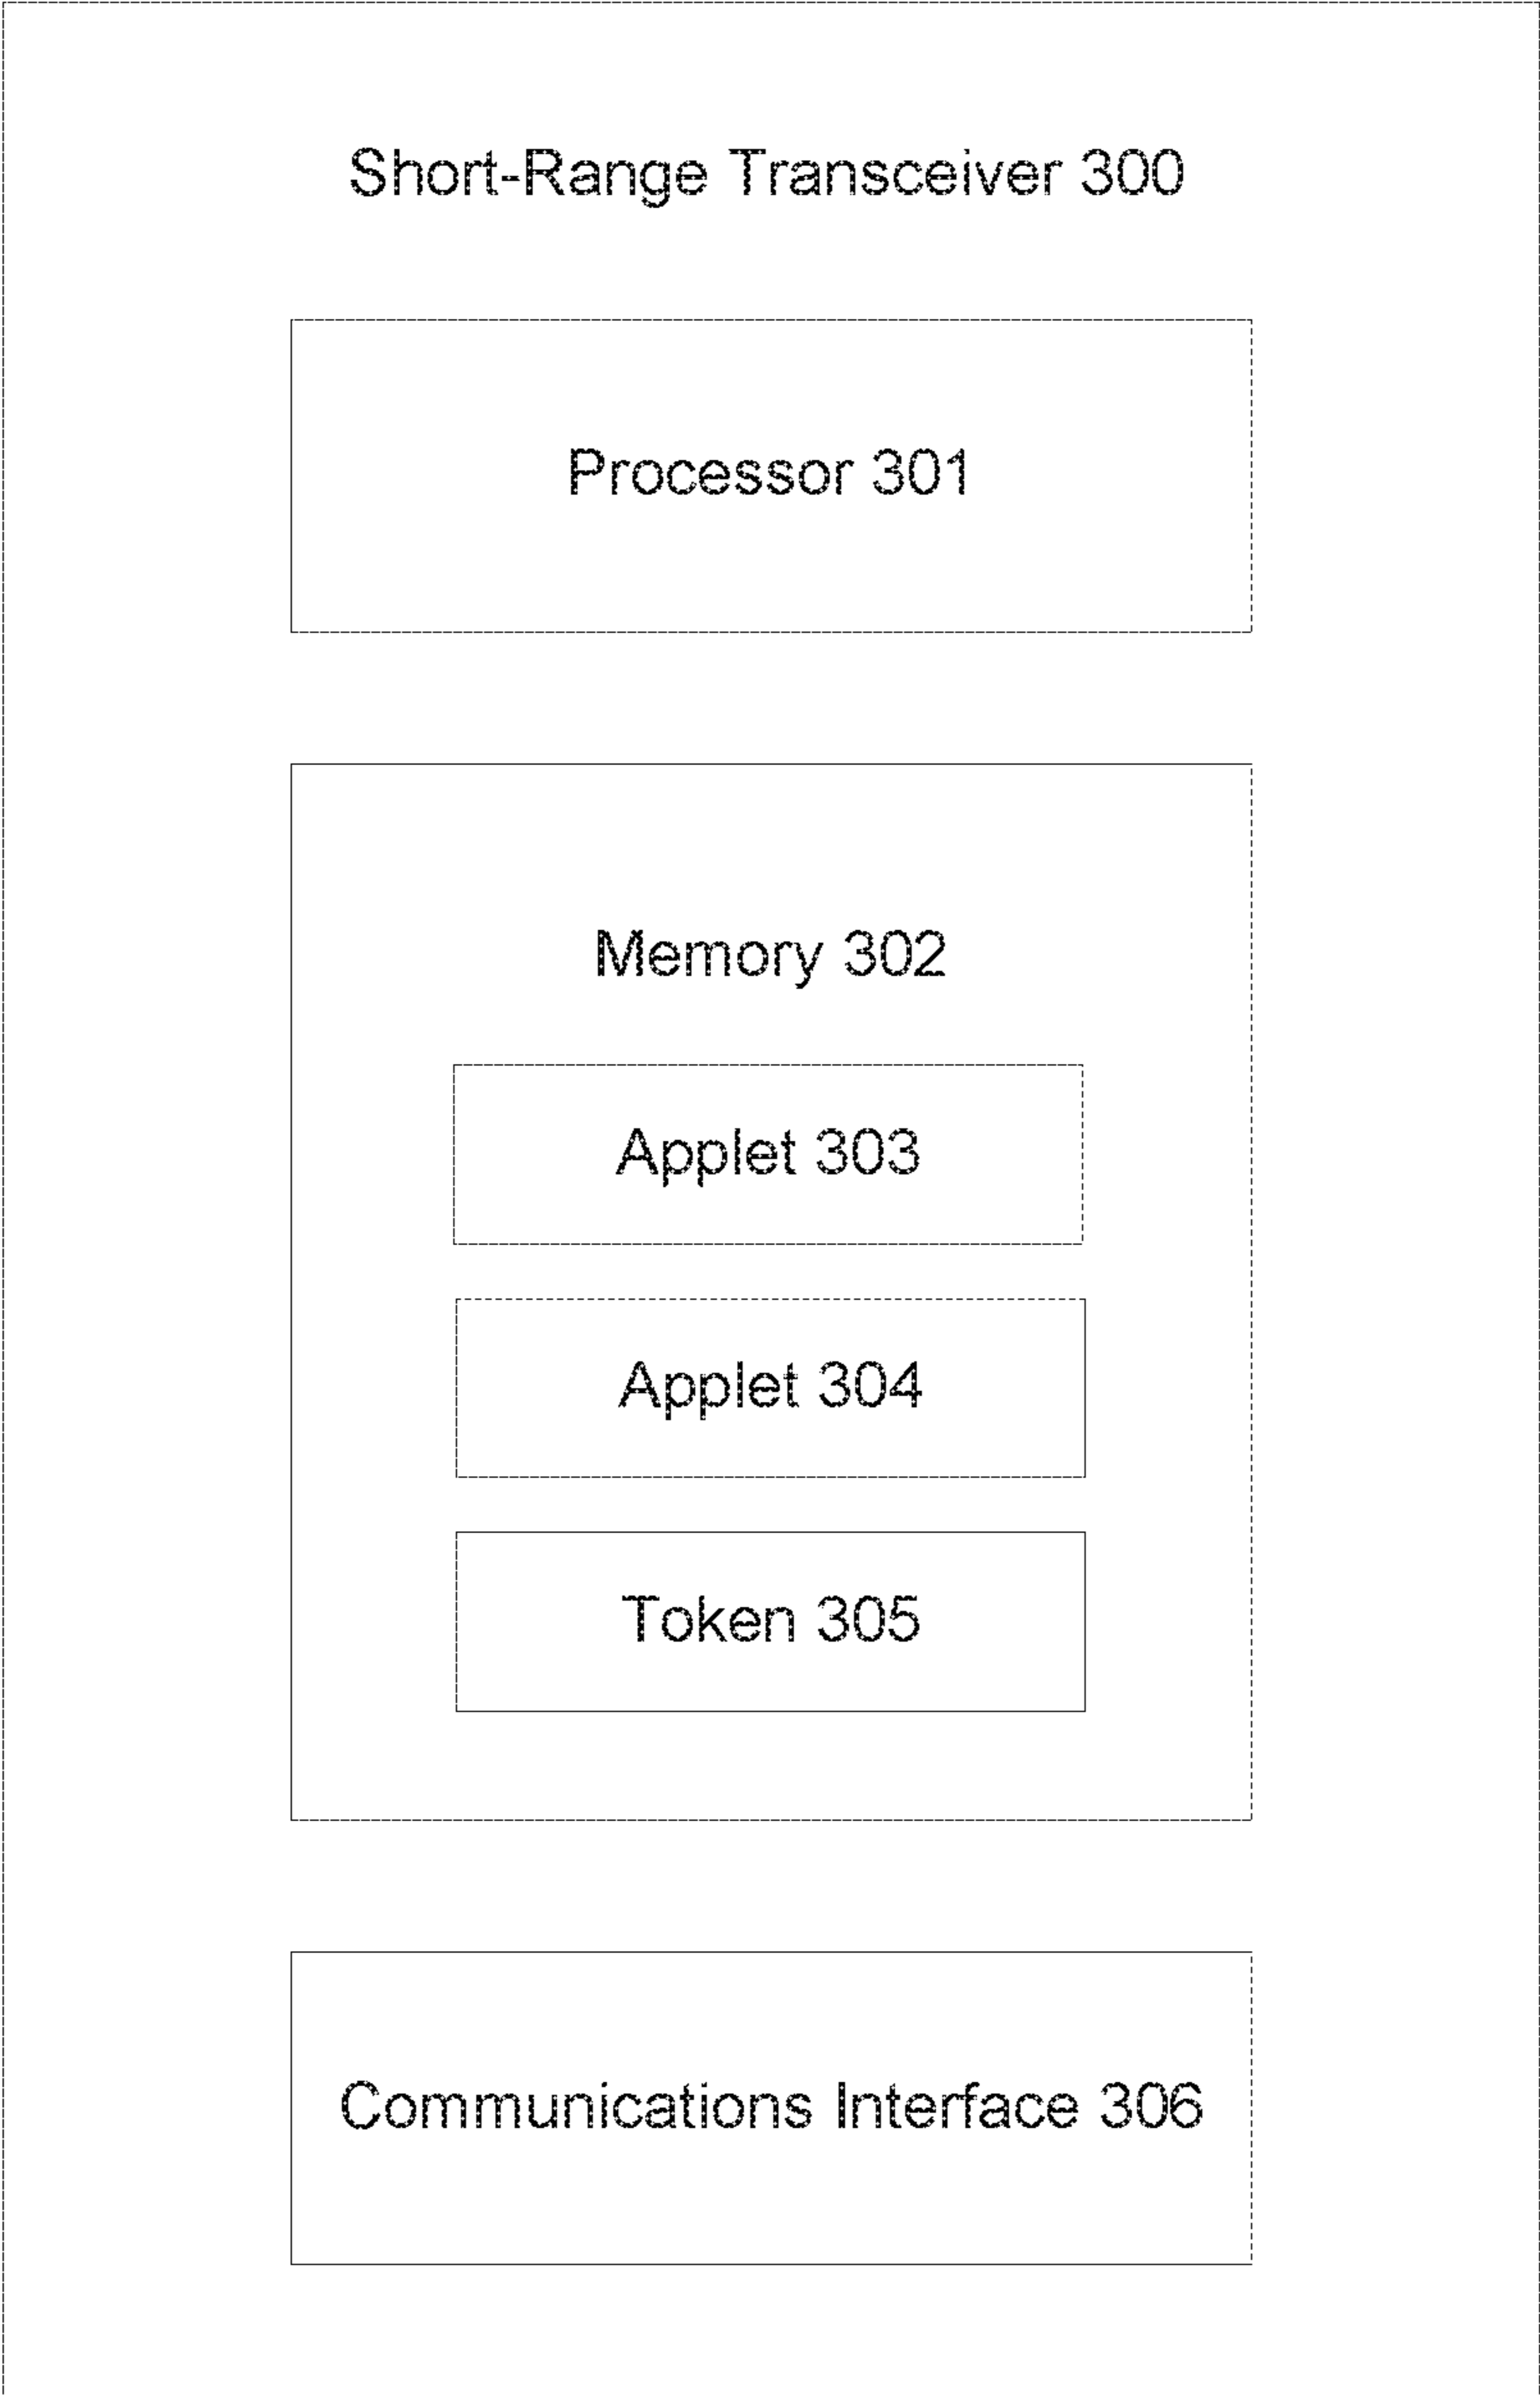 Short-Range Transceiver 300
Processor 301
Memory 302
Applet 303
Applet 304
Token 305
Communications Interface 306